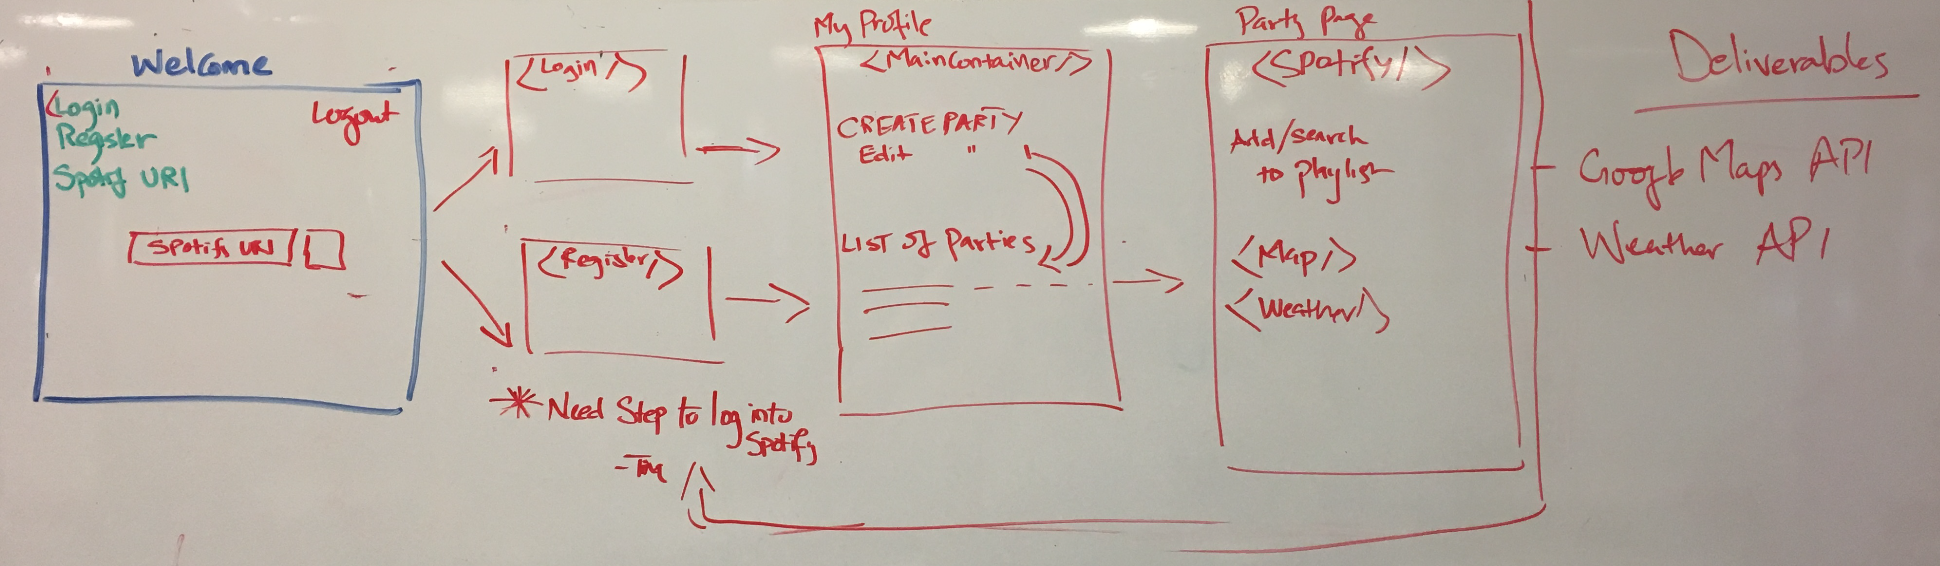 Welcome
Login
Register
Spotify URI
Logout
Spotify URI
<Login />
<Register/>
* Need Step to log into
Spotify
My Profile
<MainContainer/>
CREATE PARTY
Edit "
LIST of Parties
Party Page
<Spotify/>
Add/search
to playlist
<Map/>
<Weather/>
Deliverables
- Google Maps API
- Weather API